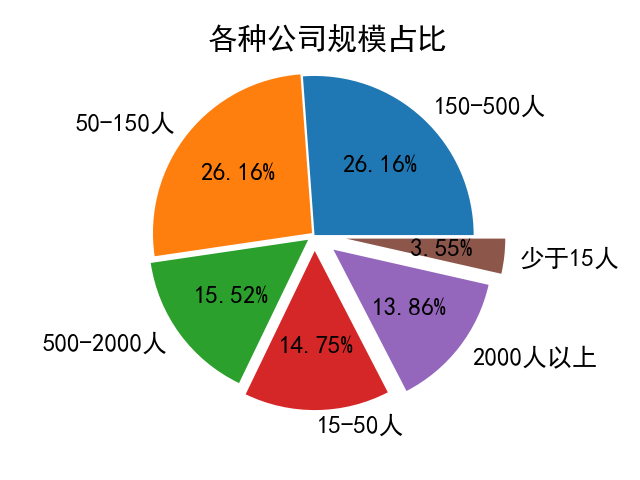 各种公司规模占比
150-500人
50-150人
26.16%
26.16%
3.55%
少于15人
15.52%
13.86%
500-2000人
14.75%
2000人以上
15-50人